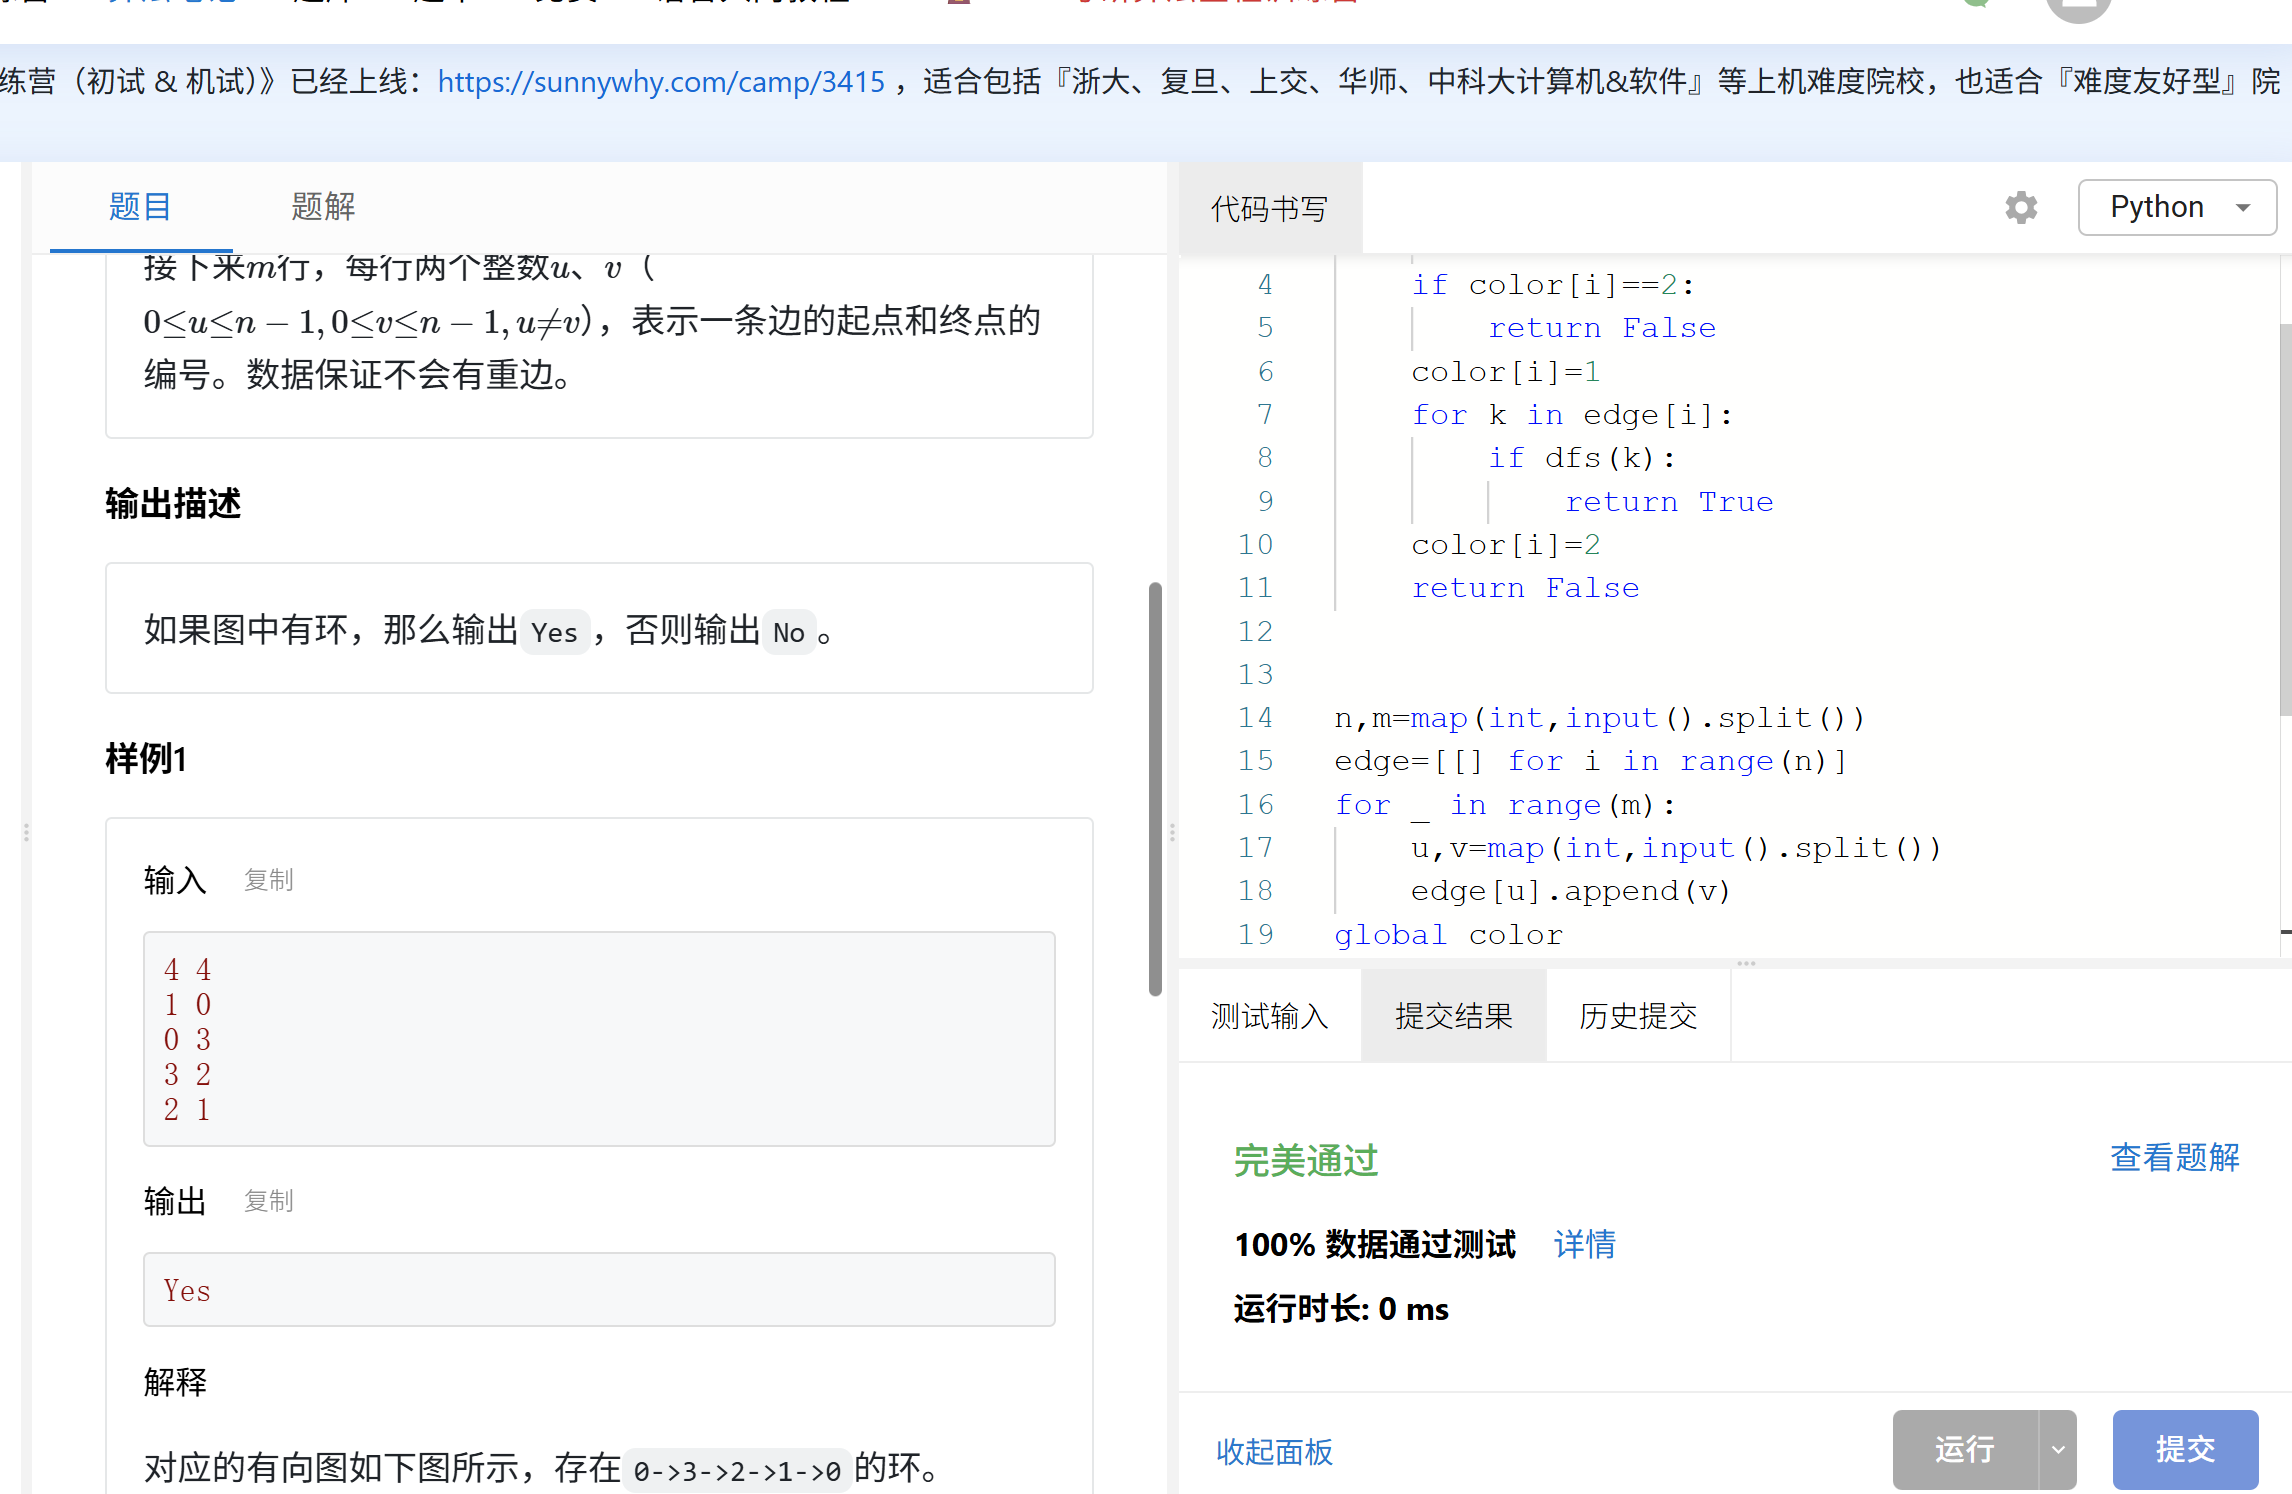 练营（初试 & 机试）》已经上线：https://sunnywhy.com/camp/3415 ，适合包括『浙大、复旦、上交、华师、中科大计算机&软件』等上机难度院校，也适合『难度友好型』院
题目 题解
接下来m行，每行两个整数u、v（
0≤u≤n − 1, 0≤v≤n − 1, u≠v），表示一条边的起点和终点的
编号。数据保证不会有重边。
输出描述
如果图中有环，那么输出 Yes ，否则输出 No 。
样例1
输入 复制
4 4
1 0
0 3
3 2
2 1
输出 复制
Yes
解释
对应的有向图如下图所示，存在 0->3->2->1->0 的环。
代码书写 Python
4 if color[i]==2:
5 return False
6 color[i]=1
7 for k in edge[i]:
8 if dfs(k):
9 return True
10 color[i]=2
11 return False
12
13
14 n,m=map(int,input().split())
15 edge=[[] for i in range(n)]
16 for _ in range(m):
17 u,v=map(int,input().split())
18 edge[u].append(v)
19 global color
测试输入 提交结果 历史提交
完美通过 查看题解
100% 数据通过测试 详情
运行时长: 0 ms
收起面板 运行 提交